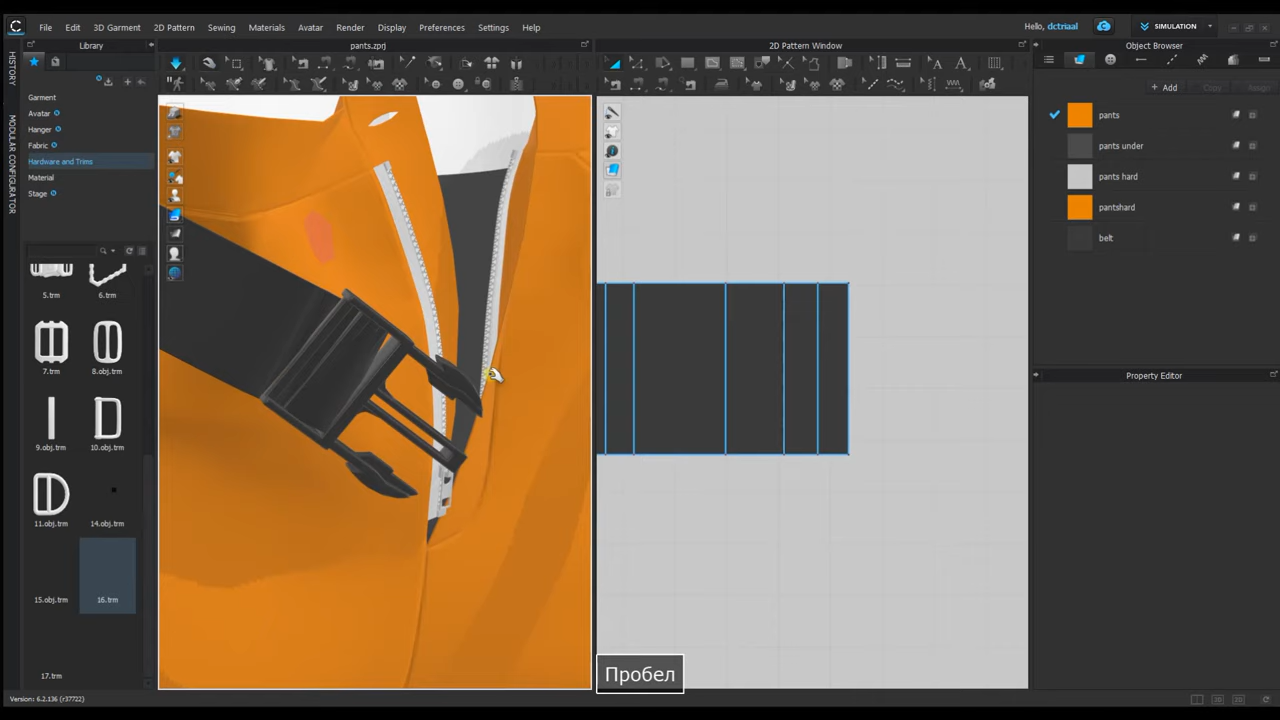 File Edit 3D Garment 2D Pattern Sewing Materials Avatar Render Display Preferences Settings Help
Hello, dctriaal
SIMULATION
Library
pants.zprj
2D Pattern Window
Object Browser
HISTORY
MODULAR CONFIGURATOR
Garment
Avatar
Hanger
Fabric
Hardware and Trims
Material
Stage
5.trm 6.trm
7.trm 8.obj.trm
9.obj.trm 10.obj.trm
11.obj.trm 14.obj.trm
15.obj.trm 16.trm
17.trm
Add Copy Assign
pants
pants under
pants hard
pantshard
belt
Property Editor
Пробел
Version: 6.2.136 (r37722)